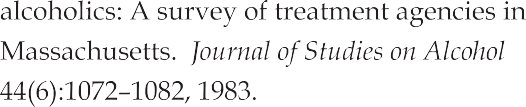 alcoholics: A survey of treatment agencies in
Massachusetts. Journal of Studies on Alcohol
44(6):1072–1082, 1983.